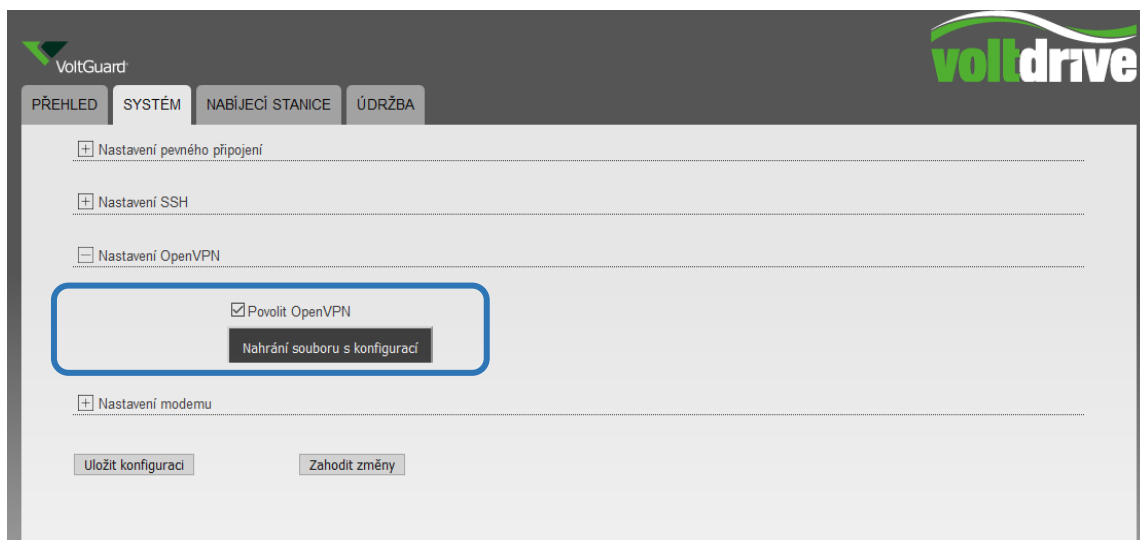 VoltGuard
voltdrive
PŘEHLED SYSTÉM NABÍJECÍ STANICE ÚDRŽBA
Nastavení pevného připojení
Nastavení SSH
Nastavení OpenVPN
Povolit OpenVPN
Nahrání souboru s konfigurací
Nastavení modemu
Uložit konfiguraci Zahodit změny